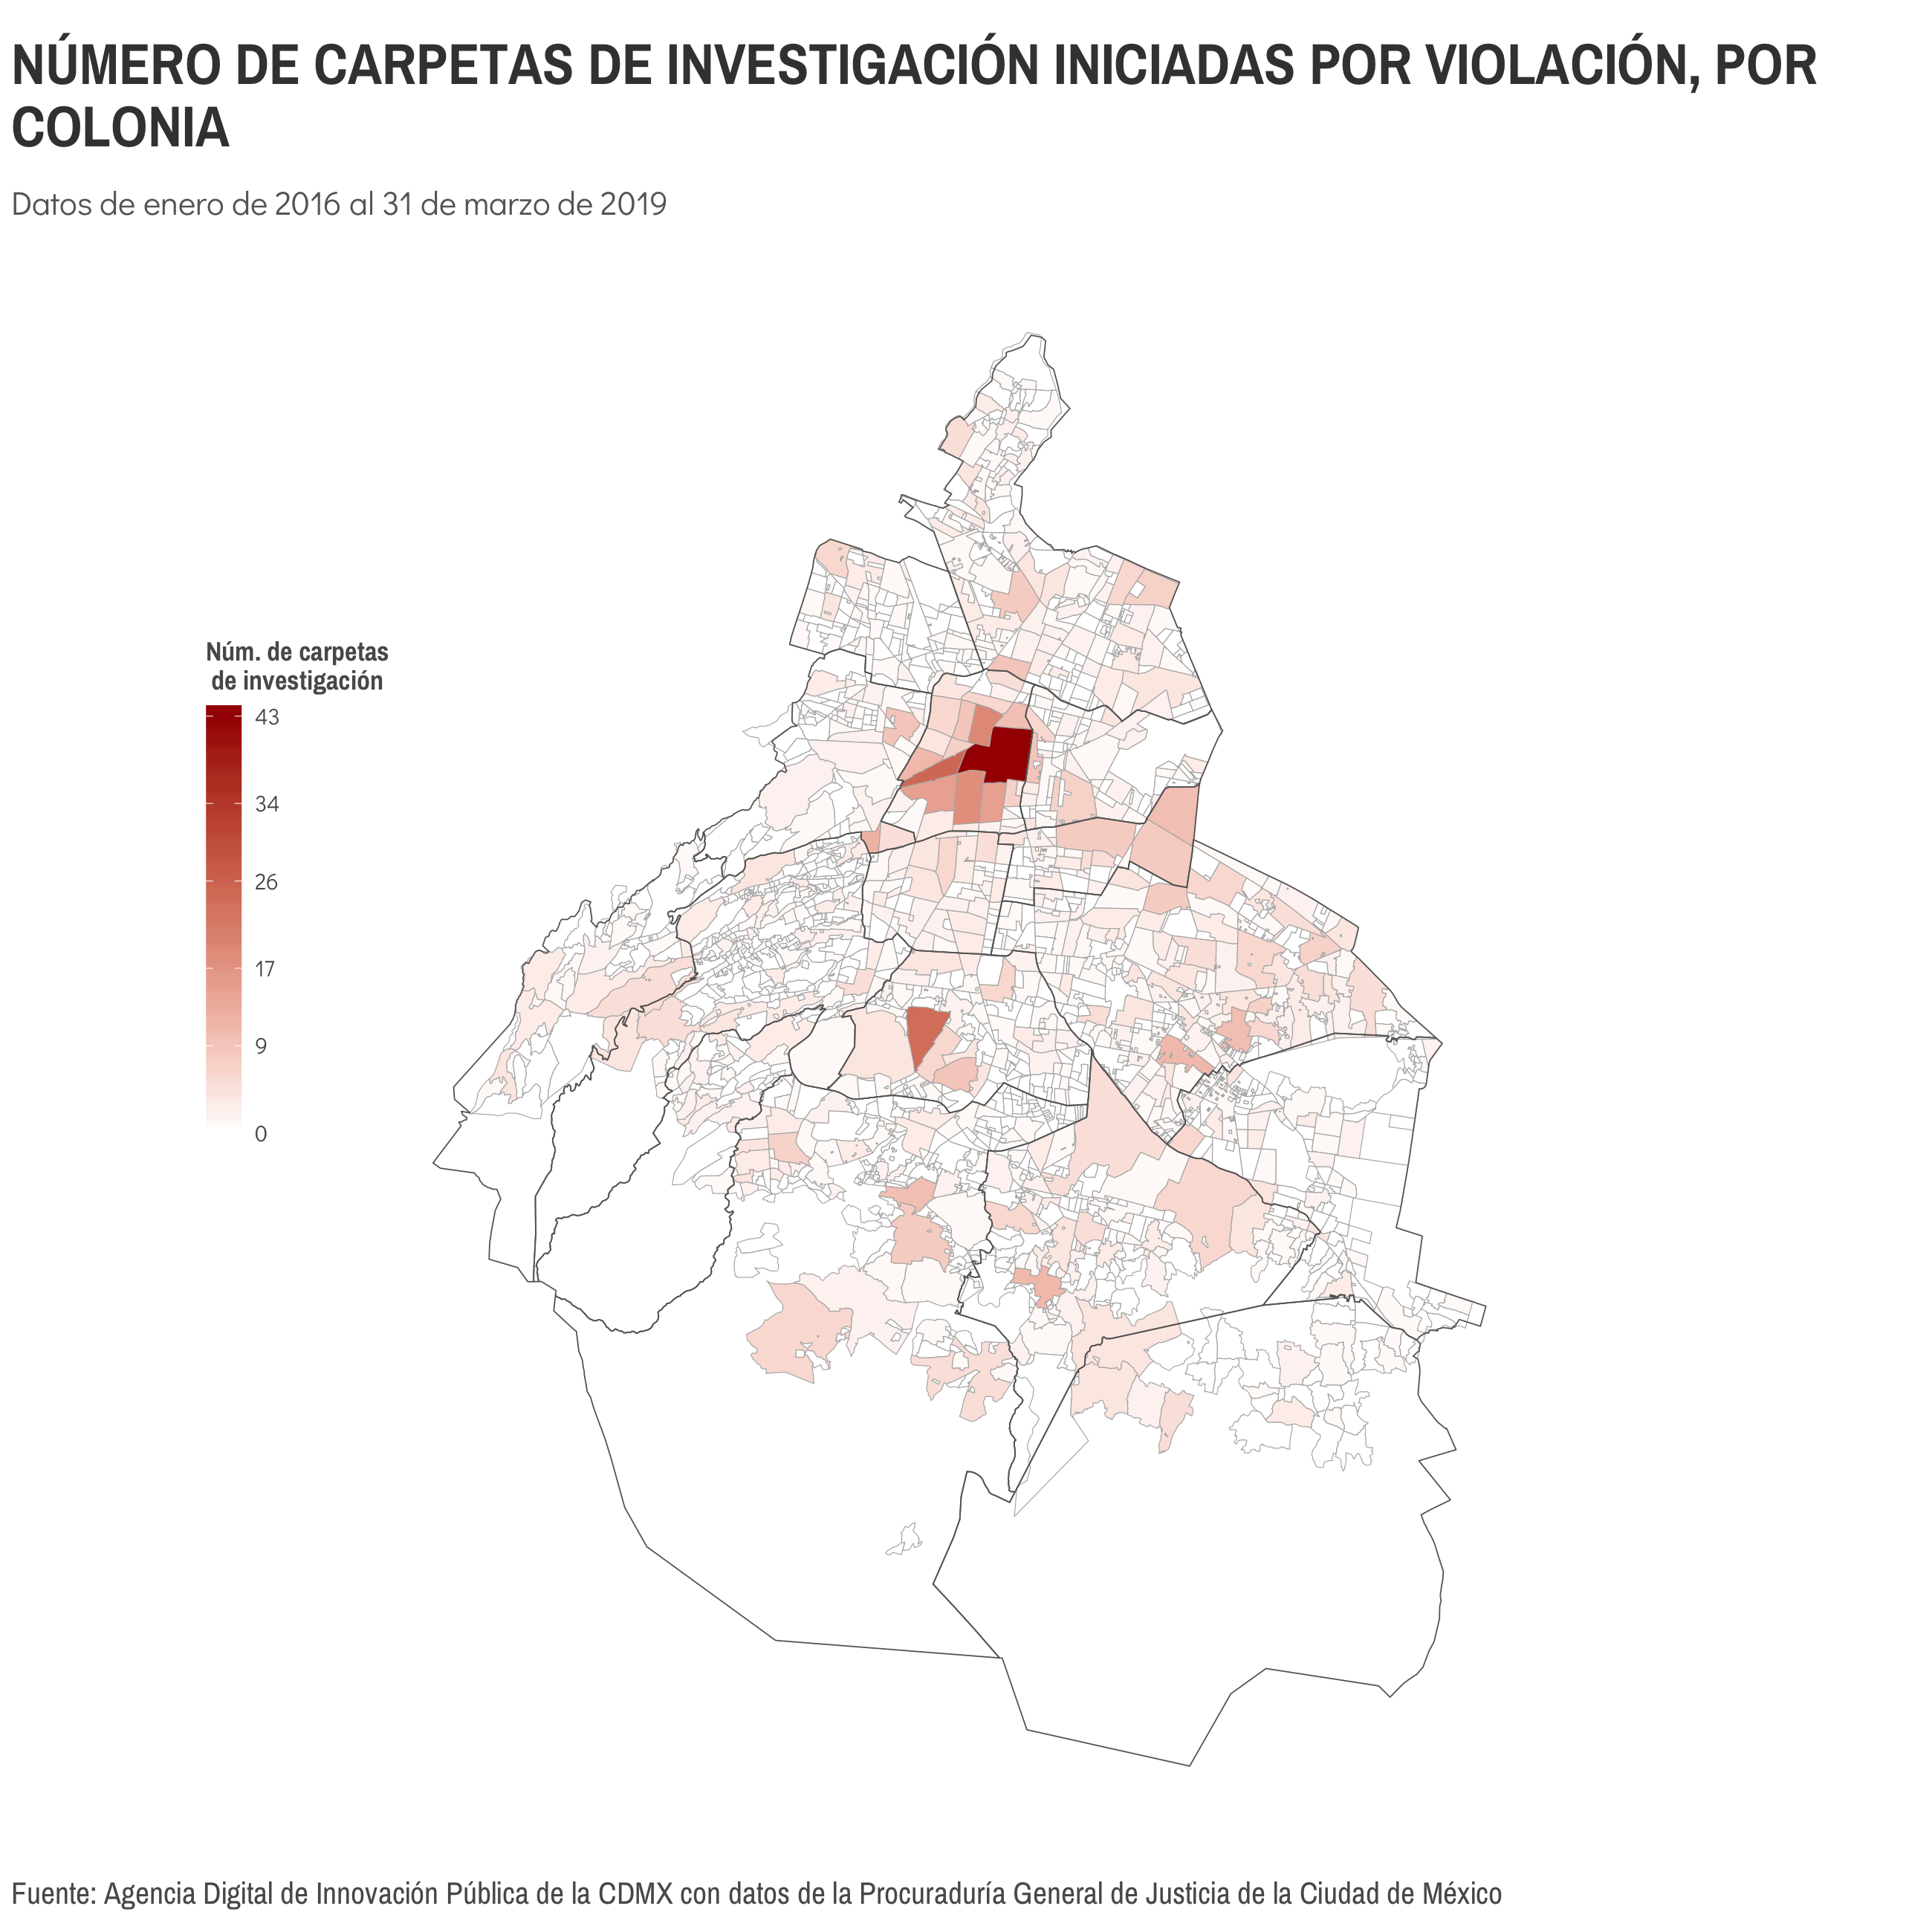 NÚMERO DE CARPETAS DE INVESTIGACIÓN INICIADAS POR VIOLACIÓN, POR
COLONIA
Datos de enero de 2016 al 31 de marzo de 2019
Núm. de carpetas
de investigación
43
34
26
17
9
0
Fuente: Agencia Digital de Innovación Pública de la CDMX con datos de la Procuraduría General de Justicia de la Ciudad de México